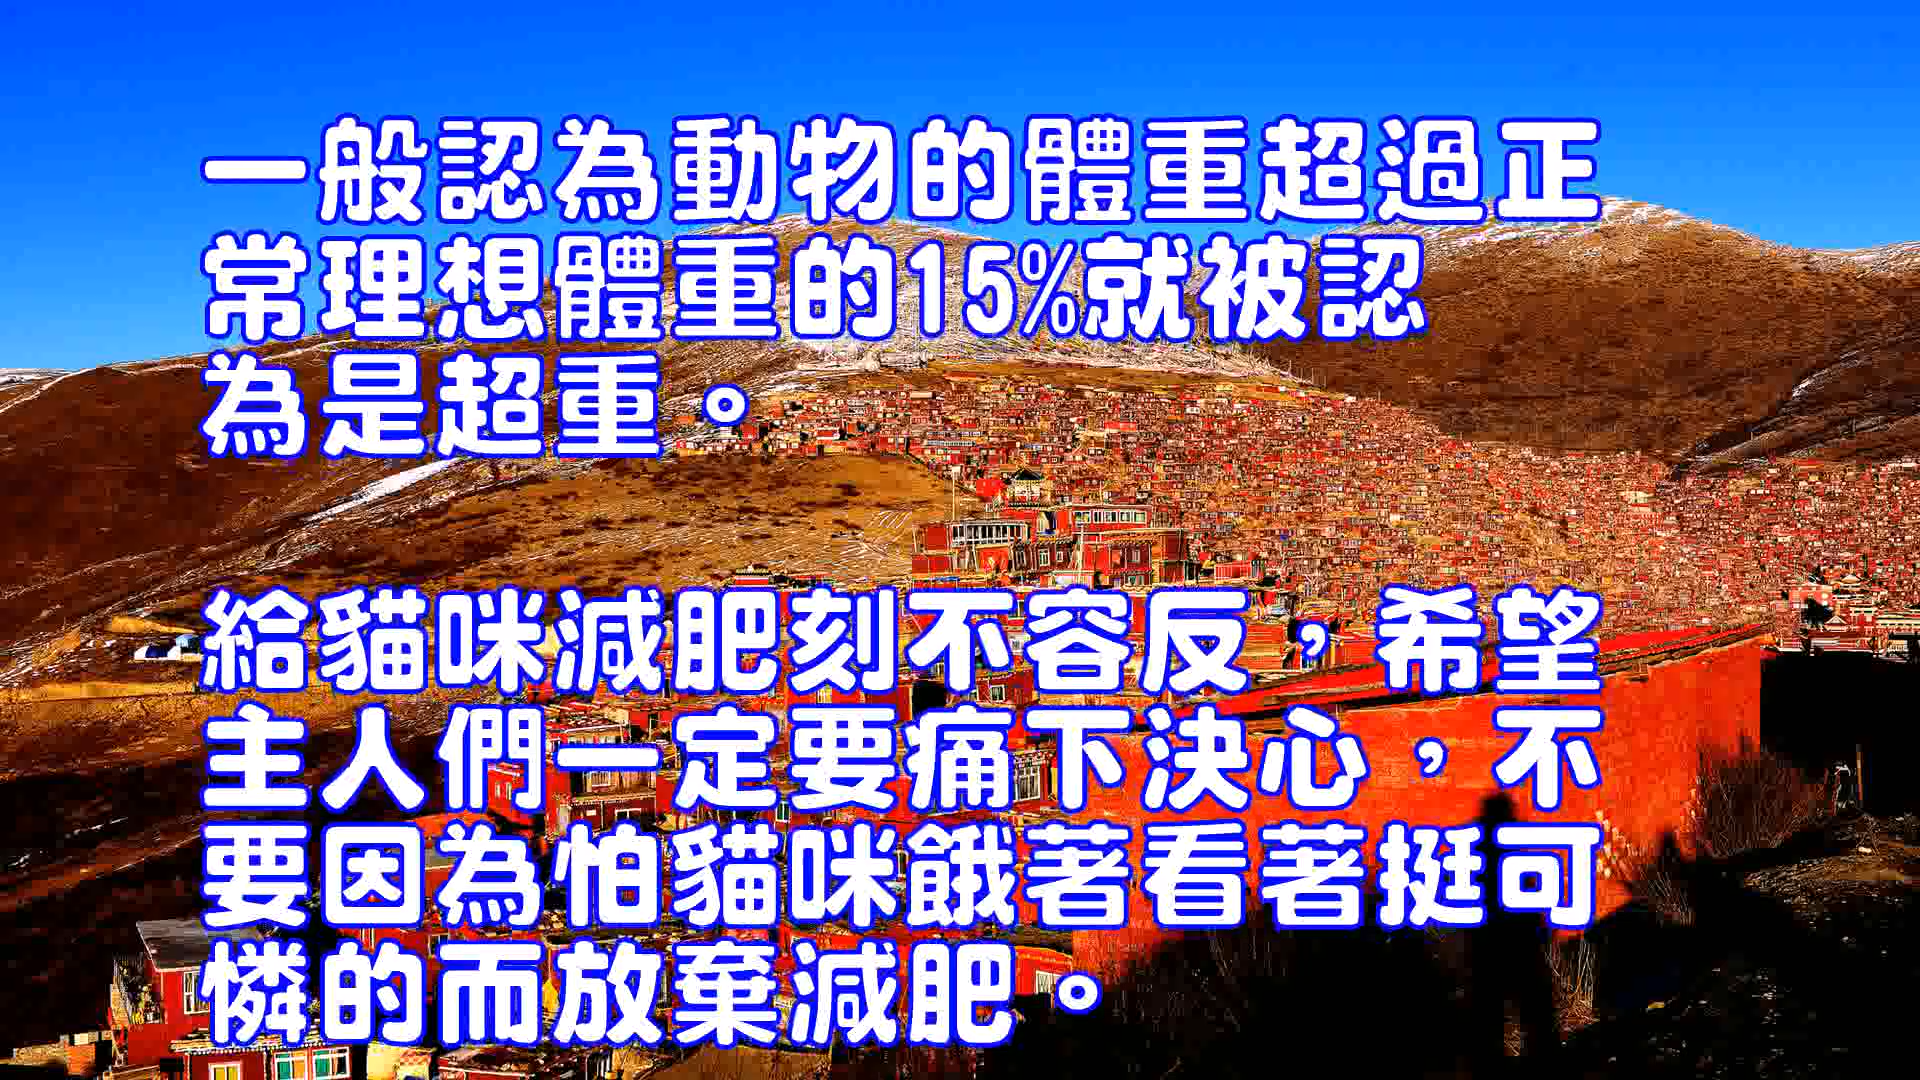 一般認為動物的體重超過正
常理想體重的15%就被認
為是超重。
給貓咪減肥刻不容反，希望
主人們一定要痛下決心，不
要因為怕貓咪餓著看著挺可
憐的而放棄減肥。